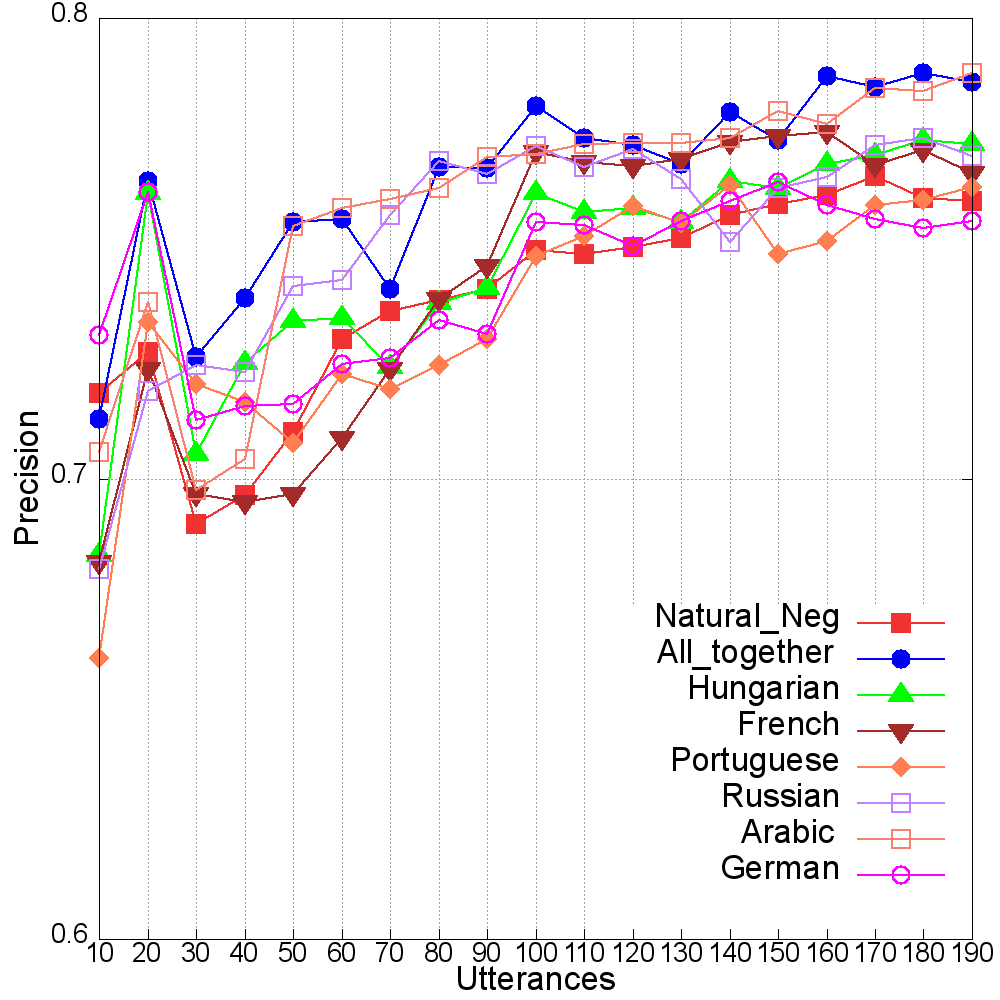 0.8
0.7
0.6
Precision
Natural_Neg
All_together
Hungarian
French
Portuguese
Russian
Arabic
German
10 20 30 40 50 60 70 80 90 100 110 120 130 140 150 160 170 180 190
Utterances